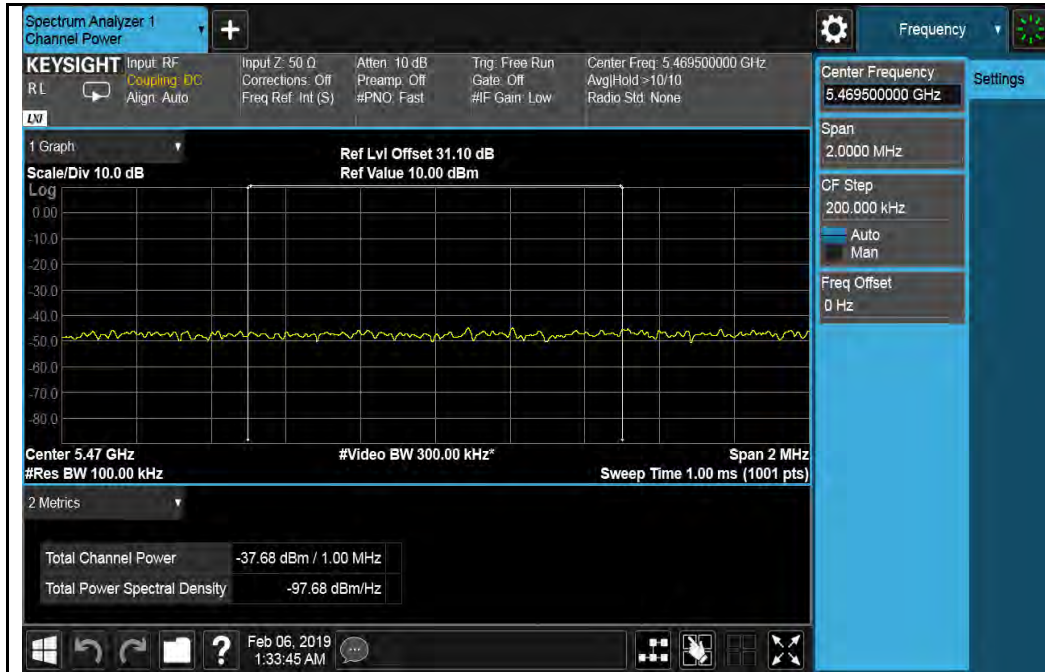 Spectrum Analyzer 1
Channel Power
+
Frequency
KEYSIGHT
RL
LXI
Input: RF
Coupling: DC
Align: Auto
Input Z: 50 Ω
Corrections: Off
Freq Ref: Int (S)
Atten: 10 dB
Preamp: Off
#PNO: Fast
Trig: Free Run
Gate: Off
#IF Gain: Low
Center Freq: 5.469500000 GHz
Avg|Hold:>10/10
Radio Std: None
1 Graph
Scale/Div 10.0 dB
Ref Lvl Offset 31.10 dB
Ref Value 10.00 dBm
Log
0.00
-10.0
-20.0
-30.0
-40.0
-50.0
-60.0
-70.0
-80.0
Center 5.47 GHz
#Video BW 300.00 kHz*
Span 2 MHz
#Res BW 100.00 kHz
Sweep Time 1.00 ms (1001 pts)
2 Metrics
Total Channel Power -37.68 dBm / 1.00 MHz
Total Power Spectral Density -97.68 dBm/Hz
Center Frequency
5.469500000 GHz
Settings
Span
2.0000 MHz
CF Step
200.000 kHz
Auto
Man
Freq Offset
0 Hz
?
Feb 06, 2019
1:33:45 AM